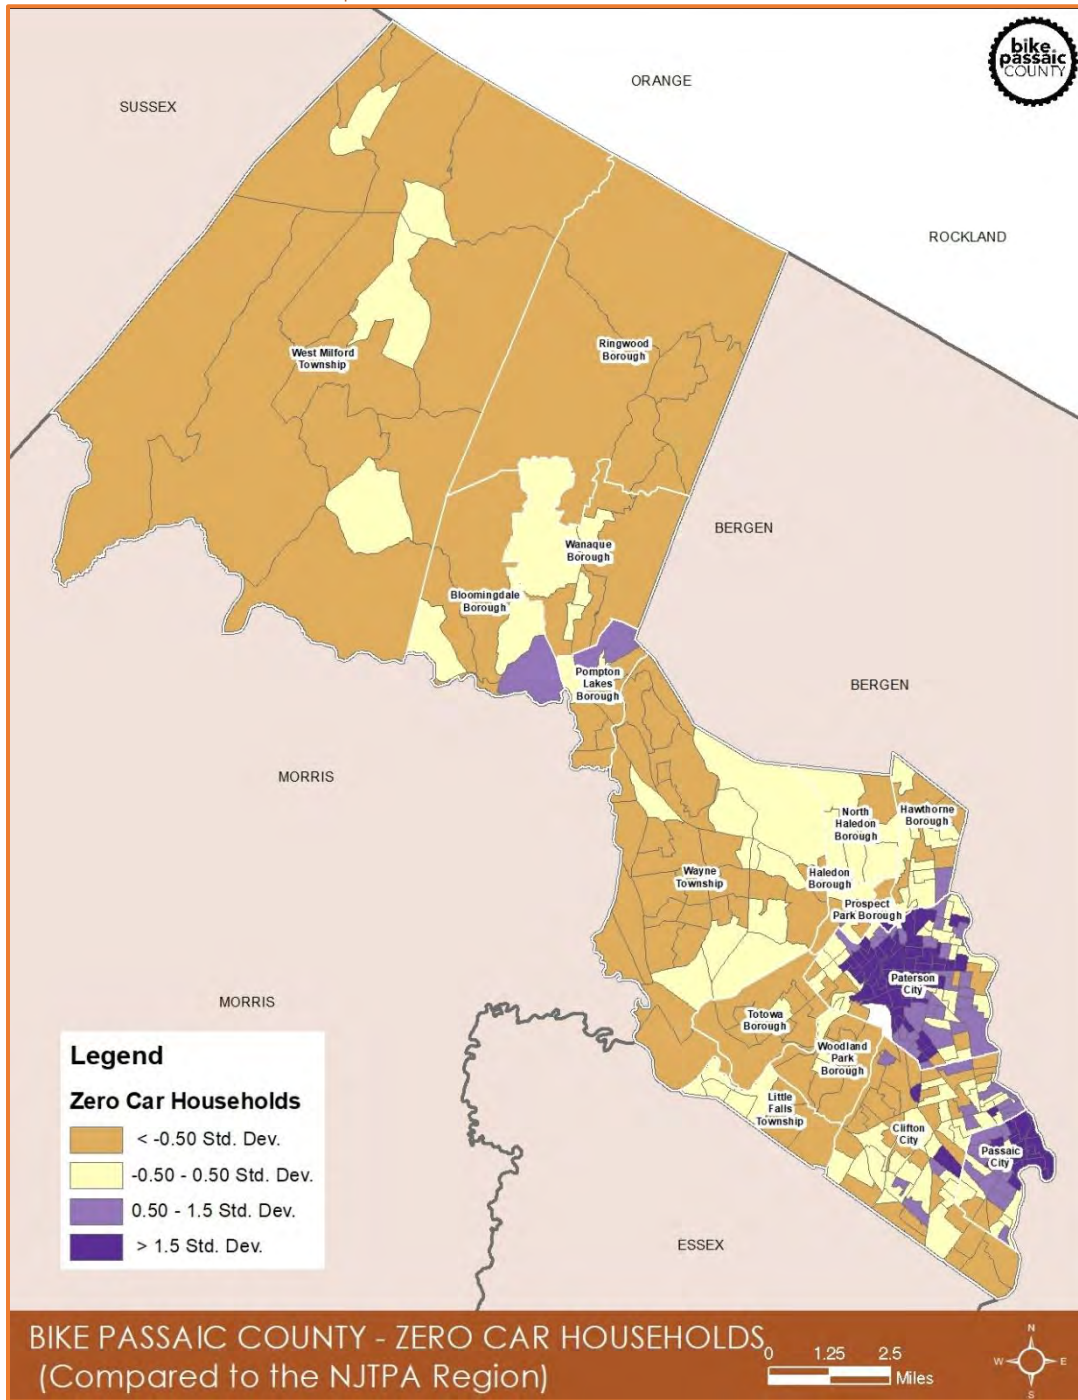 bike
passaic
COUNTY
ORANGE
SUSSEX
ROCKLAND
Ringwood
Borough
West Milford
Township
BERGEN
Wanaque
Borough
Bloomingdale
Borough
Pompton
Lakes
Borough
BERGEN
MORRIS
North
Haledon
Borough
Hawthorne
Borough
Wayne
Township
Haledon
Borough
Prospect
Park Borough
Paterson
City
MORRIS
Totowa
Borough
Woodland
Park
Borough
Little
Falls
Township
Clifton
City
Passaic
City
ESSEX
Legend
Zero Car Households
< -0.50 Std. Dev.
-0.50 - 0.50 Std. Dev.
0.50 - 1.5 Std. Dev.
> 1.5 Std. Dev.
BIKE PASSAIC COUNTY - ZERO CAR HOUSEHOLDS
(Compared to the NJTPA Region)
0 1.25 2.5
Miles
N
W E
S